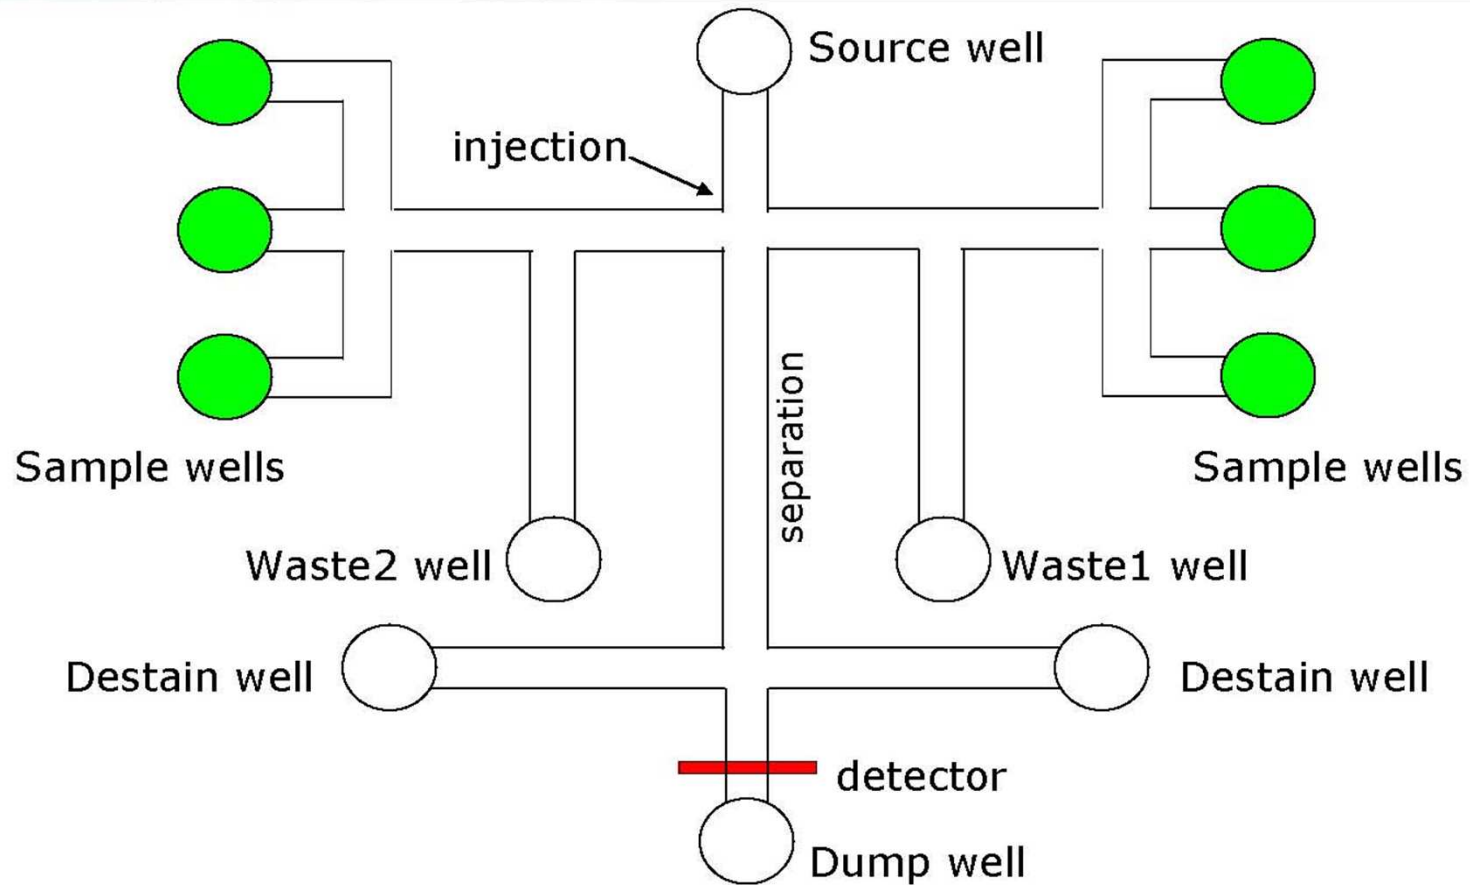 Source well
injection
separation
Sample wells
Sample wells
Waste2 well
Waste1 well
Destain well
Destain well
detector
Dump well